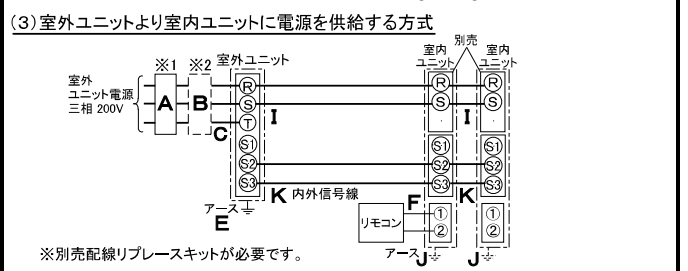 (3)室外ユニットより室内ユニットに電源を供給する方式
※1 ※2 室外ユニット
室内
ユニット
別売
室内
ユニット
室外
ユニット電源
三相 200V
A B C
R S T S1 S2 S3
I
R S S1 S2 S3
I
R S S1 S2 S3
K 内外信号線
K
F
リモコン
① ②
① ②
アース
E
アース J
J
※別売配線リプレースキットが必要です。